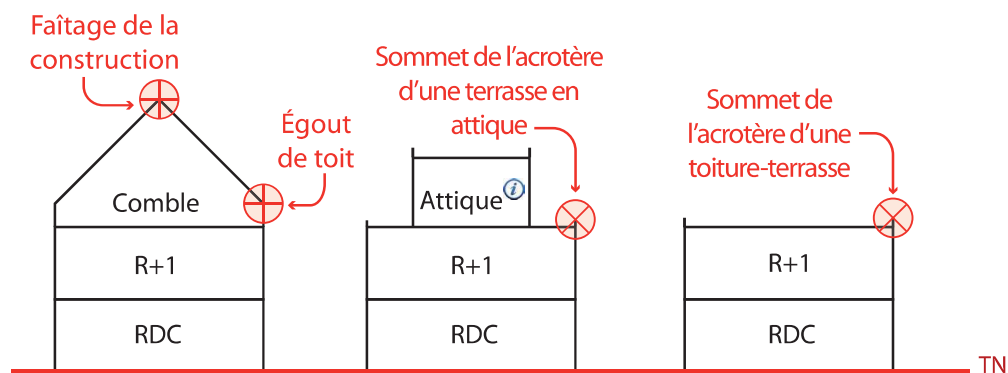 Faîtage de la
construction
Égout
de toit
Comble
R+1
RDC
Sommet de l'acrotère
d'une terrasse en
attique
Attique i
R+1
RDC
Sommet de
l'acrotère d'une
toiture-terrasse
R+1
RDC
TN